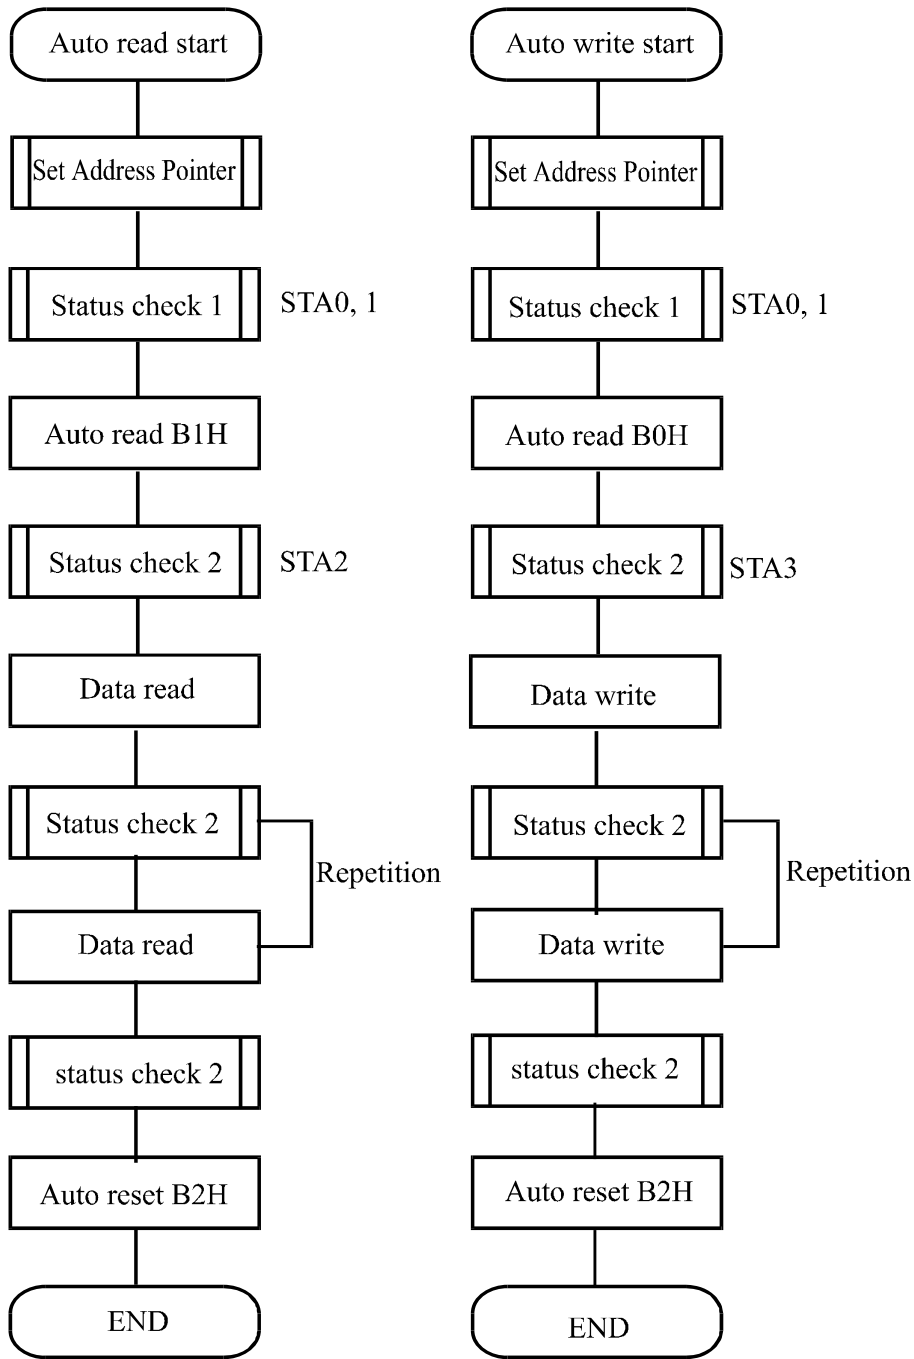 Auto read start
Set Address Pointer
Status check 1
STA0, 1
Auto read B1H
Status check 2
STA2
Data read
Status check 2
Repetition
Data read
status check 2
Auto reset B2H
END
Auto write start
Set Address Pointer
Status check 1
STA0, 1
Auto read B0H
Status check 2
STA3
Data write
Status check 2
Repetition
Data write
status check 2
Auto reset B2H
END